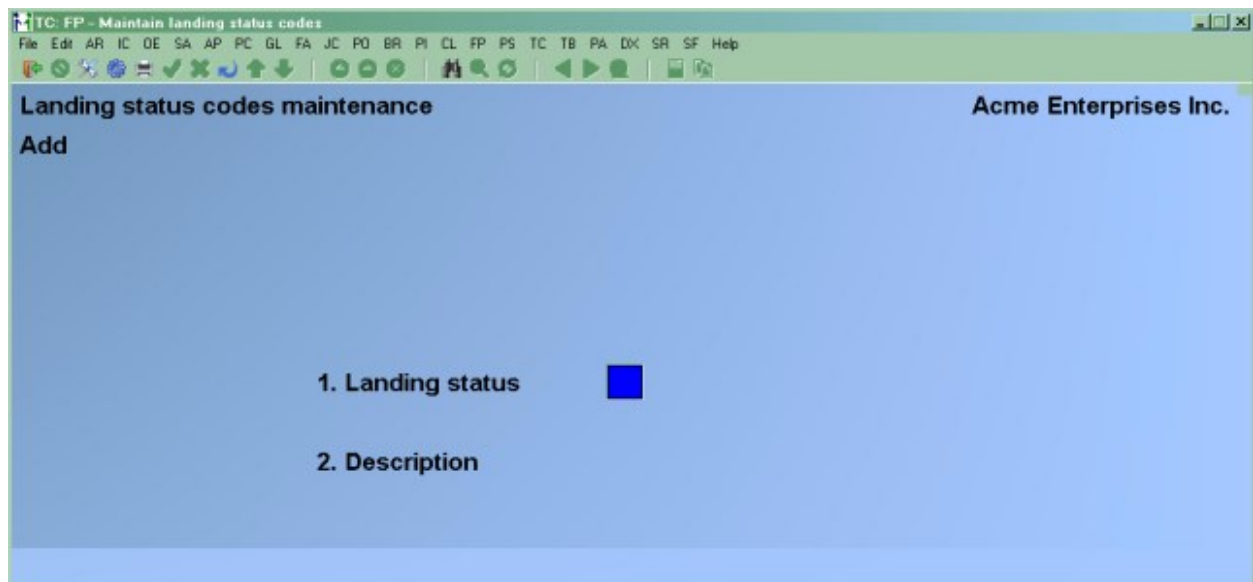 TC: FP - Maintain landing status codes
File Edit AR IC OE SA AP PC GL FA JC PO BR PI CL FP PS TC TB PA DX SR SF Help
Landing status codes maintenance Acme Enterprises Inc.
Add
1. Landing status
2. Description